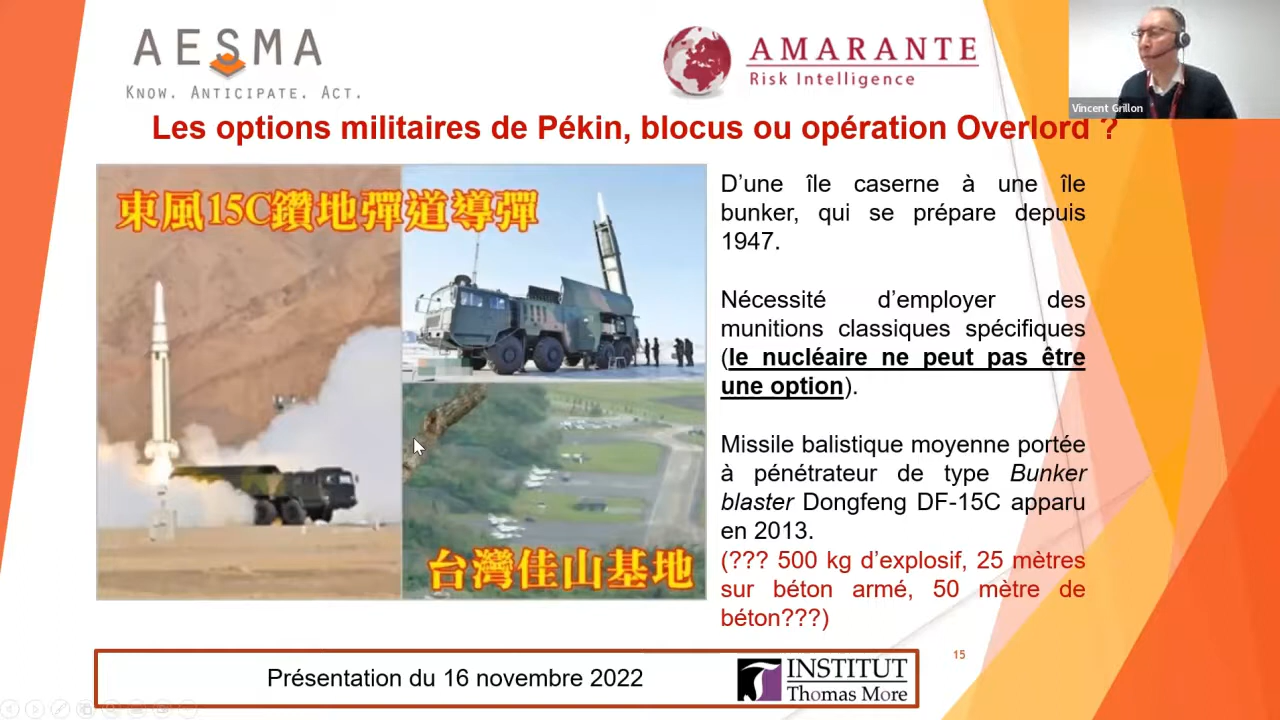 AESMA
KNOW. ANTICIPATE. ACT.
AMARANTE
Risk Intelligence
Vincent Grillon
Les options militaires de Pékin, blocus ou opération Overlord ?
東風15C鑽地彈道導彈
台灣佳山基地
D’une île caserne à une île
bunker, qui se prépare depuis
1947.
Nécessité d’employer des
munitions classiques spécifiques
(le nucléaire ne peut pas être
une option).
Missile balistique moyenne portée
à pénétrateur de type Bunker
blaster Dongfeng DF-15C apparu
en 2013.
(??? 500 kg d’explosif, 25 mètres
sur béton armé, 50 mètre de
béton???)
Présentation du 16 novembre 2022
INSTITUT
Thomas More
15